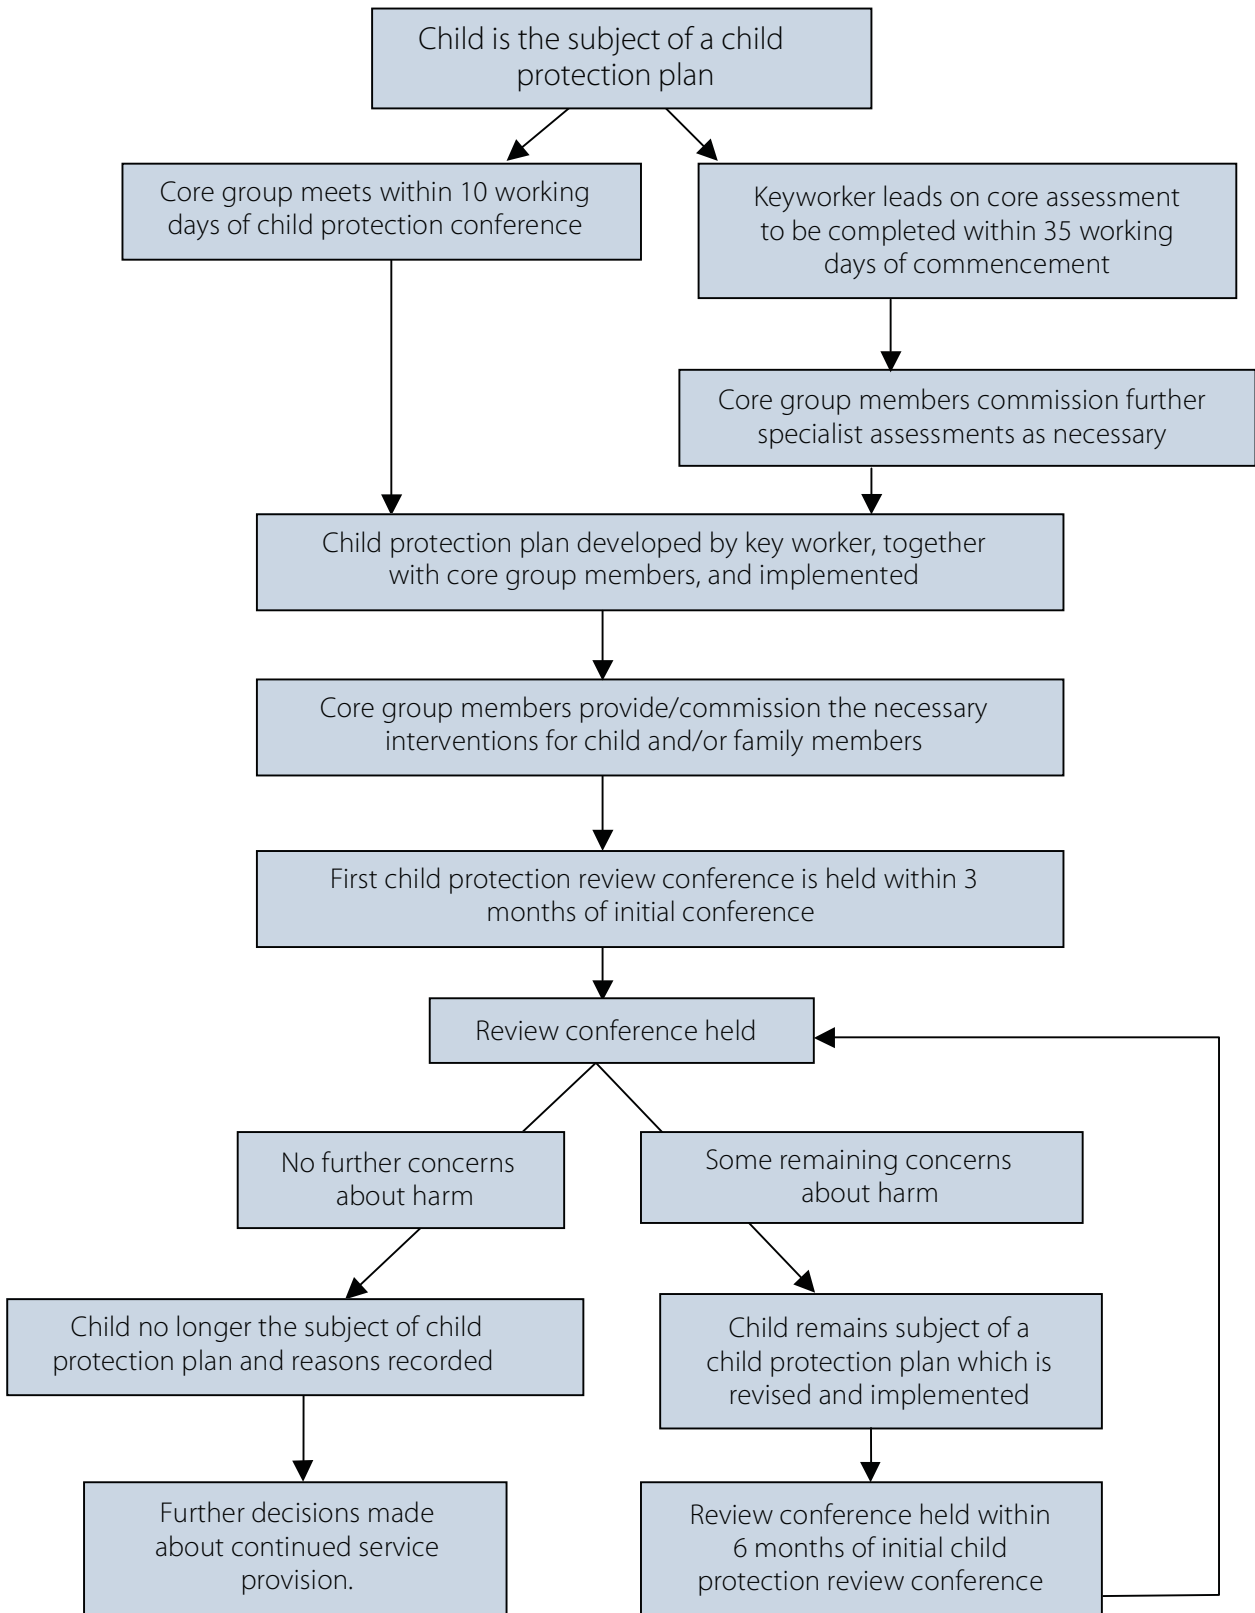 Child is the subject of a child
protection plan
Core group meets within 10 working
days of child protection conference
Keyworker leads on core assessment
to be completed within 35 working
days of commencement
Core group members commission further
specialist assessments as necessary
Child protection plan developed by key worker, together
with core group members, and implemented
Core group members provide/commission the necessary
interventions for child and/or family members
First child protection review conference is held within 3
months of initial conference
Review conference held
No further concerns
about harm
Some remaining concerns
about harm
Child no longer the subject of child
protection plan and reasons recorded
Child remains subject of a
child protection plan which is
revised and implemented
Further decisions made
about continued service
provision.
Review conference held within
6 months of initial child
protection review conference